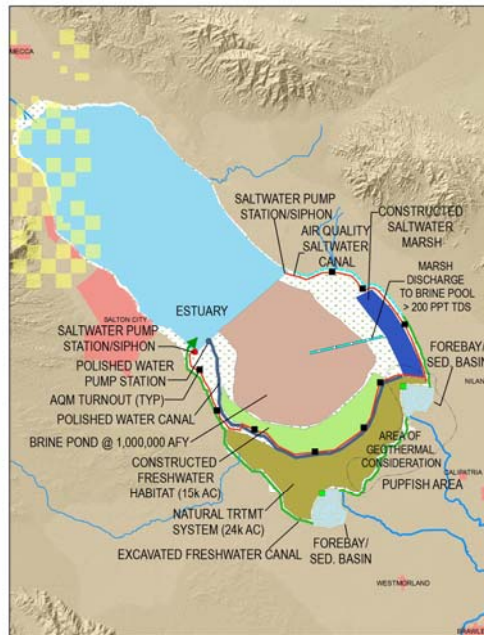 MECCA
SALTWATER PUMP
STATION/SIPHON
AIR QUALITY
SALTWATER
CANAL
CONSTRUCTED
SALTWATER
MARSH
MARSH
DISCHARGE
TO BRINE POOL
> 200 PPT TDS
ESTUARY
SALTON CITY
SALTWATER PUMP
STATION/SIPHON
POLISHED WATER
PUMP STATION
AQM TURNOUT (TYP)
POLISHED WATER CANAL
BRINE POND @ 1,000,000 AFY
CONSTRUCTED
FRESHWATER
HABITAT (15k AC)
NATURAL TRTMT
SYSTEM (24k AC)
EXCAVATED FRESHWATER CANAL
FOREBAY/
SED. BASIN
NILAN
AREA OF
GEOTHERMAL
CONSIDERATION
CALIPATRIA
PUPFISH AREA
FOREBAY/
SED. BASIN
WESTMORLAND
BRAWLE